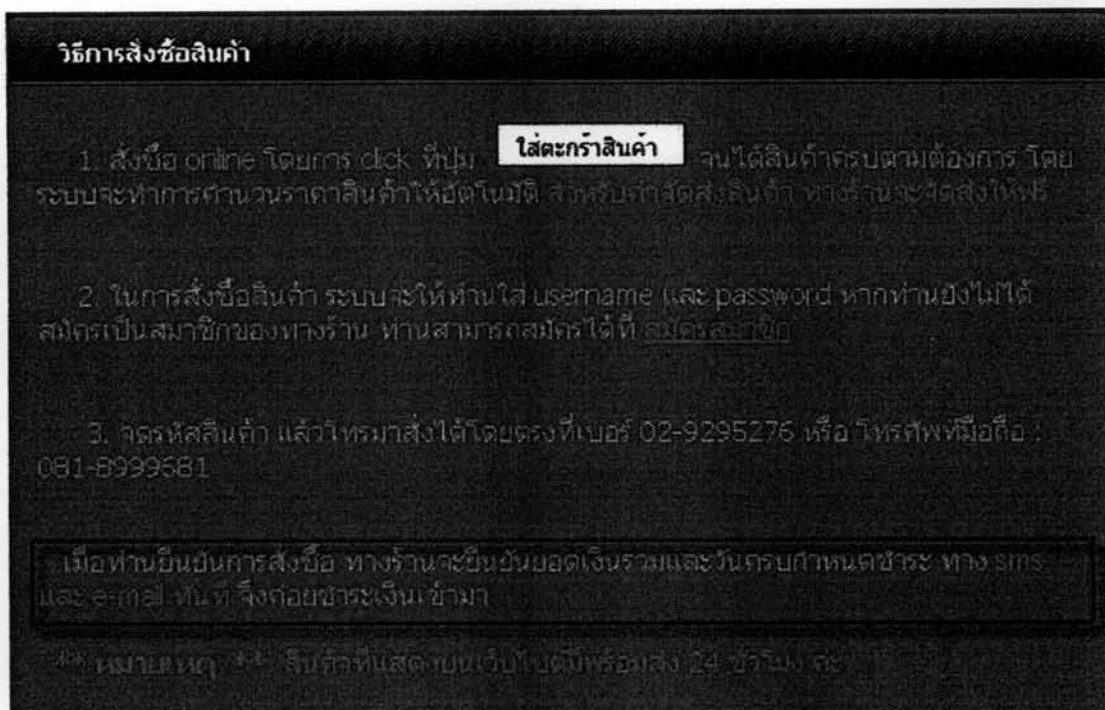 วิธีการสั่งซื้อสินค้า
1. สั่งซื้อ online โดยการ click ที่ปุ่ม ใส่ตะกร้าสินค้า จนได้สินค้าครบตามต้องการ โดย
ระบบจะทำการคำนวนราคาสินค้าให้อัตโนมัติ สำหรับค่าจัดส่งสินค้า ทางร้านจะจัดส่งให้ฟรี
2. ในการสั่งซื้อสินค้า ระบบจะให้ท่านใส่ username และ password หากท่านยังไม่ได้
สมัครเป็นสมาชิกของทางร้าน ท่านสามารถสมัครได้ที่ สมัครสมาชิก
3. จดรหัสสินค้า แล้วโทรมาสั่งได้โดยตรงที่เบอร์ 02-9295276 หรือ โทรศัพท์มือถือ :
081-8999681
เมื่อท่านยืนยันการสั่งซื้อ ทางร้านจะยืนยันยอดเงินรวมและวันครบกำหนดชำระ ทาง sms
และ e-mail ทันที จึงค่อยชำระเงินเข้ามา
** หมายเหตุ ** สินค้าที่แสดงบนเว็บไซต์มีพร้อมส่ง 24 ชั่วโมง ค่ะ